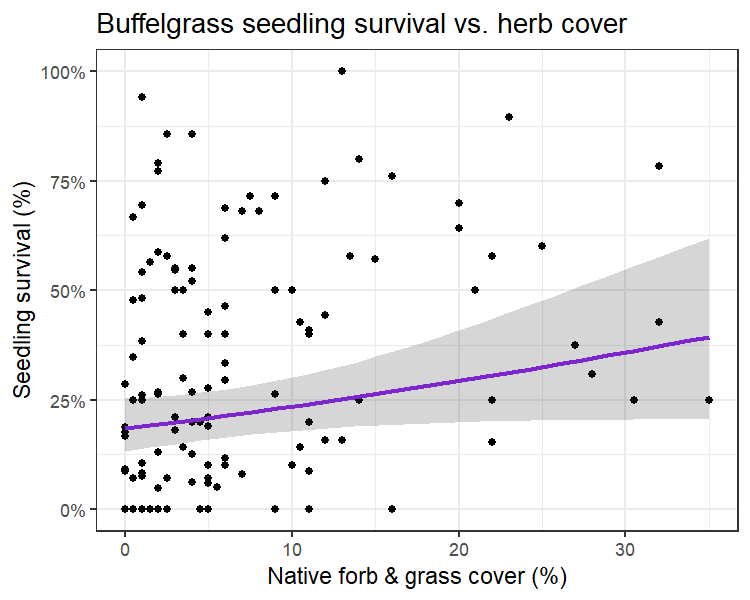 Buffelgrass seedling survival vs. herb cover
Seedling survival (%)
100%
75%
50%
25%
0%
0 10 20 30
Native forb & grass cover (%)